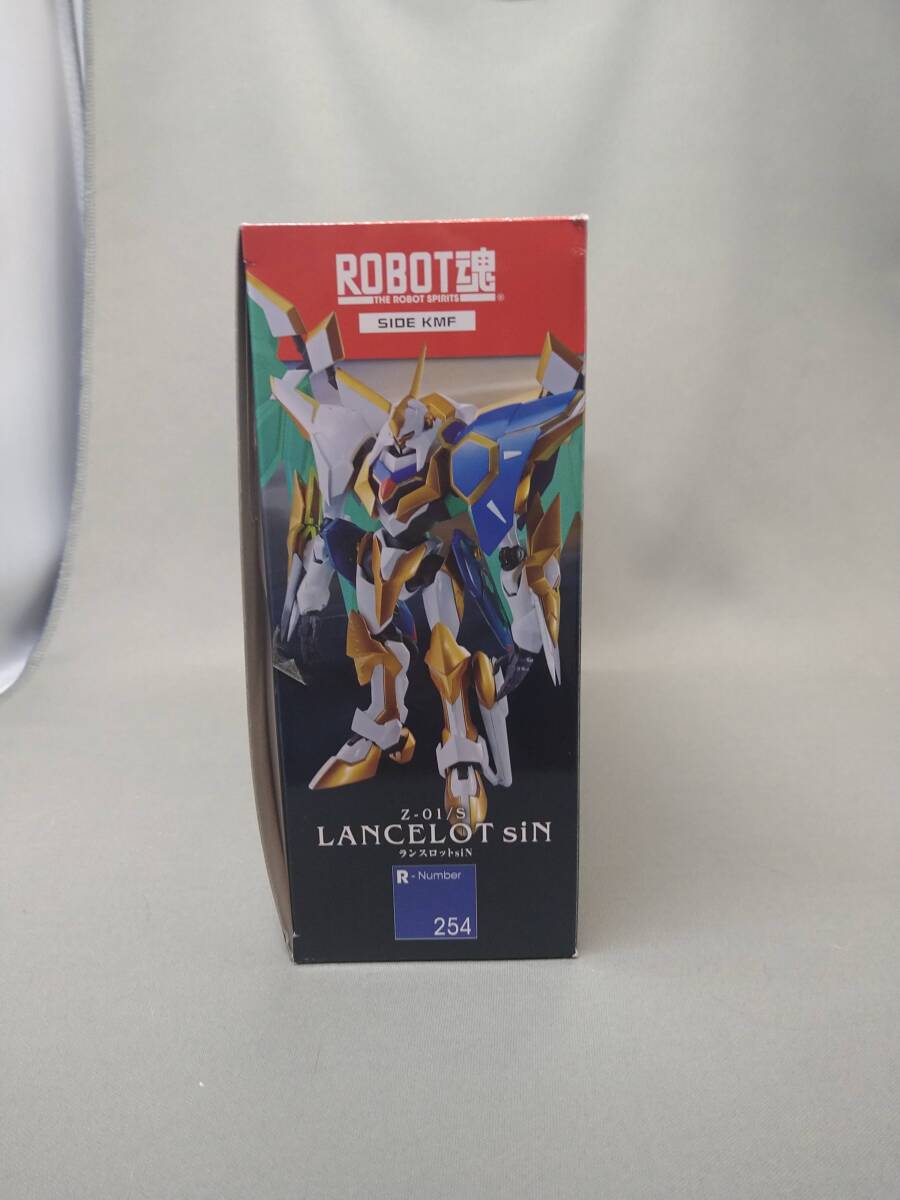 ROBOT魂
THE ROBOT SPIRITS ®
SIDE KMF
Z-01/S
LANCELOT siN
ランスロットsiN
R - Number
254